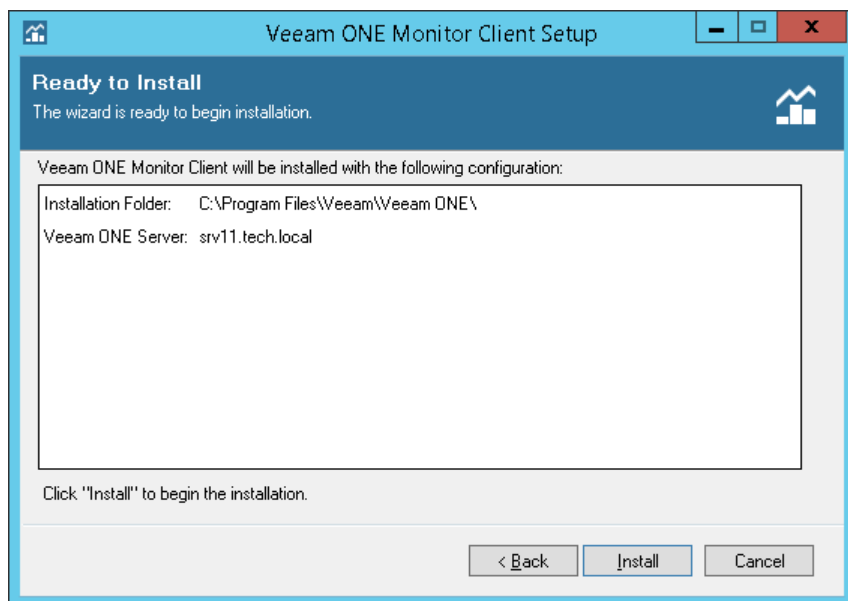 Veeam ONE Monitor Client Setup
Ready to Install
The wizard is ready to begin installation.
Veeam ONE Monitor Client will be installed with the following configuration:
Installation Folder: C:\Program Files\Veeam\Veeam ONE\
Veeam ONE Server: srv11.tech.local
Click "Install" to begin the installation.
< Back Install Cancel